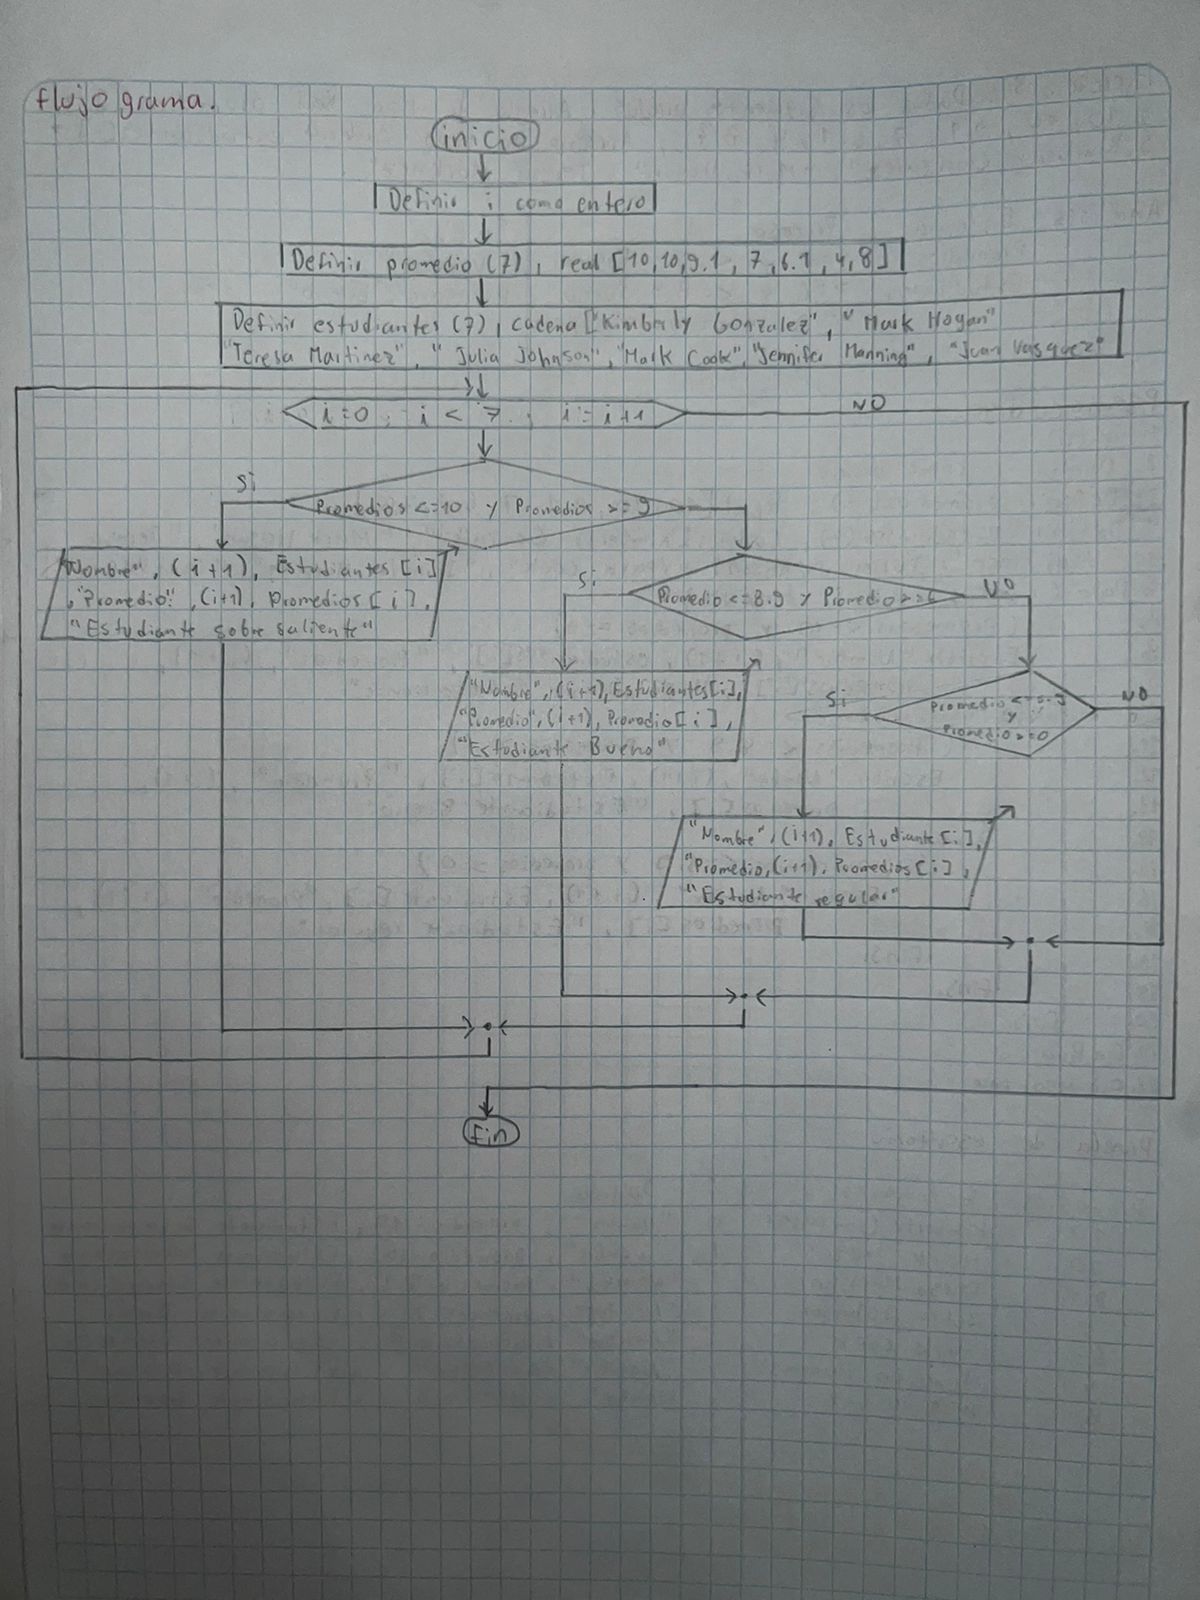 flujo grama.
inicio
Definir i como entero
Definir promedio (7), real [10,10,9.1, 7, 6.1, 4, 8]
Definir estudiantes (7), cadena ["Kimberly Gonzalez", " Mark Hogan"
"Teresa Martinez", " Julia Johnson", "Mark Cook", "Jennifer Manning", "Juan Vasquez"
i=0 ; i < 7 ; i = i+1
NO
Si
Promedios <=10 y Promedios >= 9
"Nombre", (i+1), Estudiantes [i]
,"Promedio:", (i+1), Promedios [i],
"Estudiante sobre saliente"
Si
Promedio <=8.9 y Promedio >=6
NO
"Nombre", (i+1), Estudiantes[i],
"Promedio", (i+1), Promedio[i],
"Estudiante Bueno"
Si
Promedio <=
y
Promedio >=0
NO
"Nombre", (i+1), Estudiante[i],
"Promedio, (i+1), Promedios[i],
"Estudiante regular"
Fin